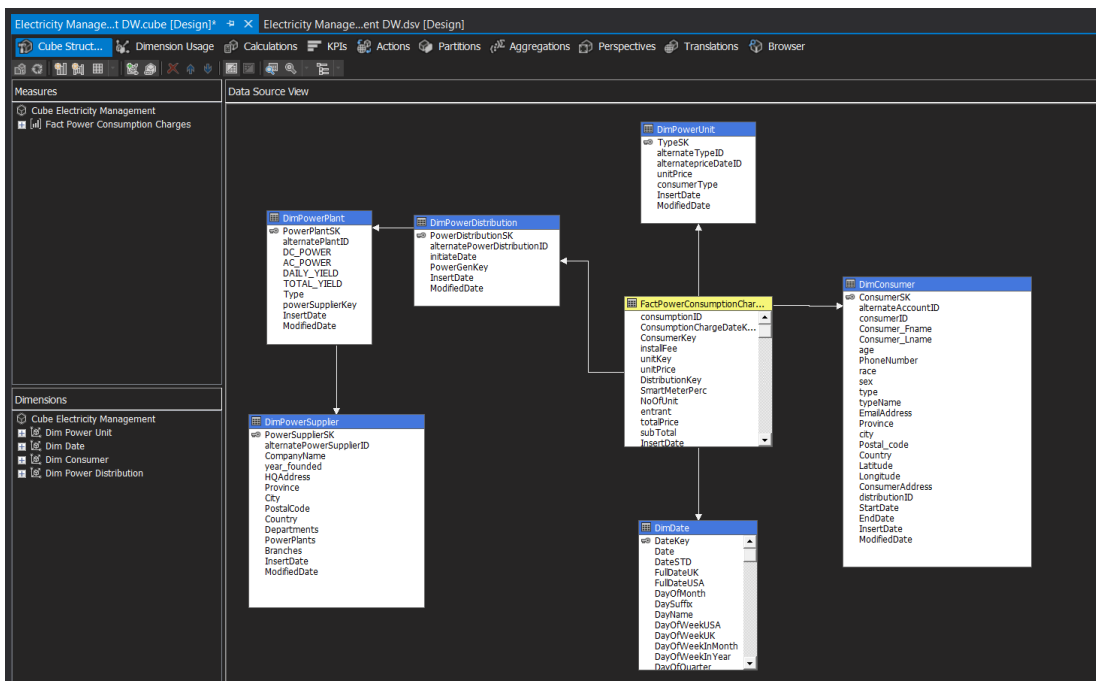 Electricity Manage...t DW.cube [Design]*
Electricity Manage...ent DW.dsv [Design]
Cube Struct...
Dimension Usage
Calculations
KPIs
Actions
Partitions
Aggregations
Perspectives
Translations
Browser
Measures
Cube Electricity Management
Fact Power Consumption Charges
Dimensions
Cube Electricity Management
Dim Power Unit
Dim Date
Dim Consumer
Dim Power Distribution
Data Source View
DimPowerUnit
TypeSK
alternateTypeID
alternatepriceDateID
unitPrice
consumerType
InsertDate
ModifiedDate
DimPowerPlant
PowerPlantSK
alternatePlantID
DC_POWER
AC_POWER
DAILY_YIELD
TOTAL_YIELD
Type
powerSupplierKey
InsertDate
ModifiedDate
DimPowerDistribution
PowerDistributionSK
alternatePowerDistributionID
initiateDate
PowerGenKey
InsertDate
ModifiedDate
FactPowerConsumptionChar...
consumptionID
ConsumptionChargeDateK...
ConsumerKey
instalFee
unitKey
unitPrice
DistributionKey
SmartMeterPerc
NoOfUnit
entrant
totalPrice
subTotal
InsertDate
DimConsumer
ConsumerSK
alternateAccountID
consumerID
Consumer_Fname
Consumer_Lname
age
PhoneNumber
race
sex
type
typeName
EmailAddress
Province
city
Postal_code
Country
Latitude
Longitude
ConsumerAddress
distributionID
StartDate
EndDate
InsertDate
ModifiedDate
DimPowerSupplier
PowerSupplierSK
alternatePowerSupplierID
CompanyName
year_founded
HQAddress
Province
City
PostalCode
Country
Departments
PowerPlants
Branches
InsertDate
ModifiedDate
DimDate
DateKey
Date
DateSTD
FullDateUK
FullDateUSA
DayOfMonth
DaySuffix
DayName
DayOfWeekUSA
DayOfWeekUK
DayOfWeekInMonth
DayOfWeekInYear
DayOfQuarter